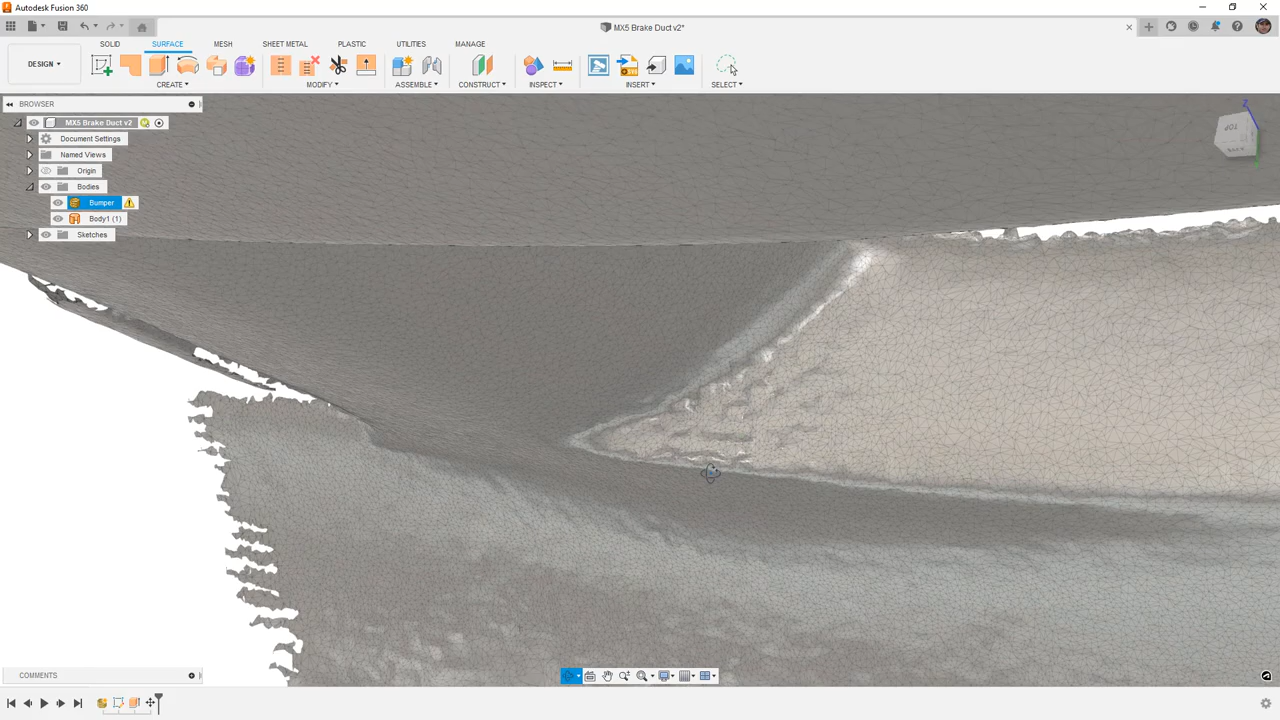 Autodesk Fusion 360
MX5 Brake Duct v2*
DESIGN
SOLID
SURFACE
MESH
SHEET METAL
PLASTIC
UTILITIES
MANAGE
CREATE
MODIFY
ASSEMBLE
CONSTRUCT
INSPECT
INSERT
SELECT
BROWSER
MX5 Brake Duct v2
Document Settings
Named Views
Origin
Bodies
Bumper
Body1 (1)
Sketches
Z
TOP
COMMENTS